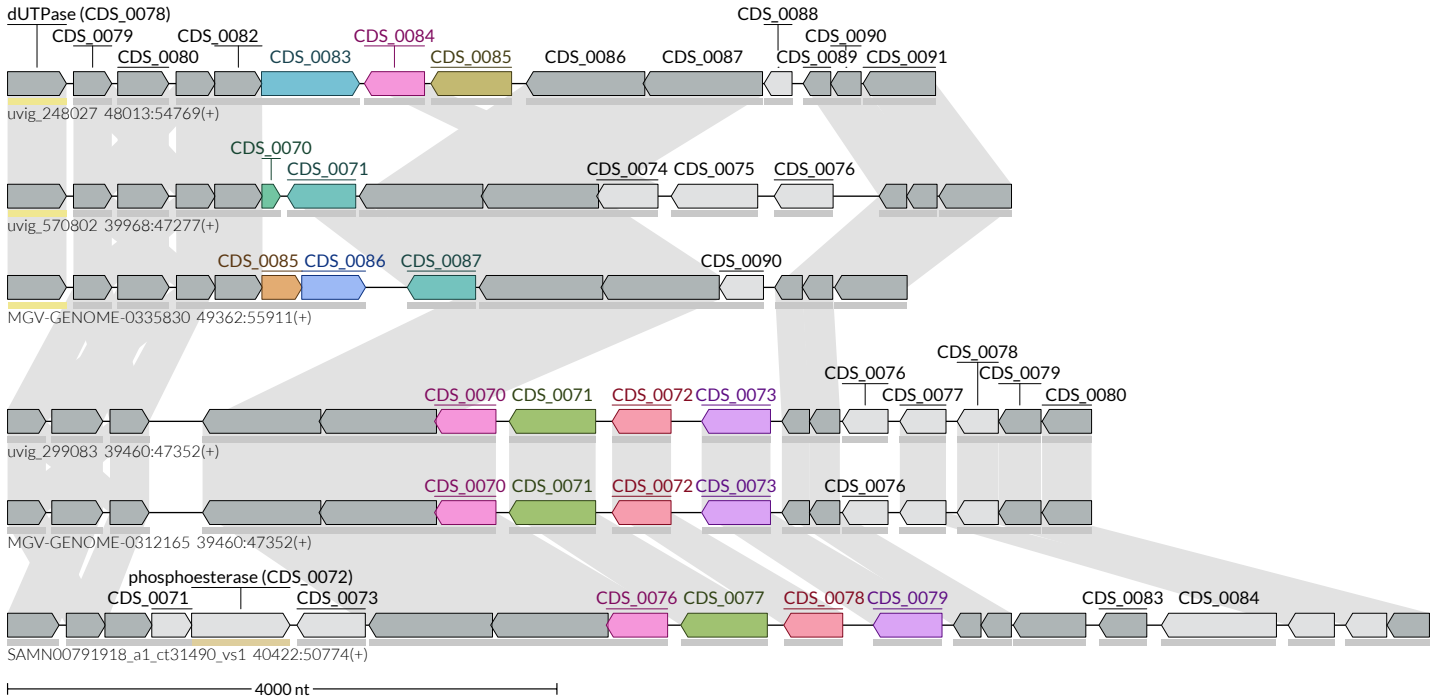 dUTPase (CDS_0078)
CDS_0088
CDS_0079
CDS_0082
CDS_0084
CDS_0090
CDS_0080
CDS_0083
CDS_0085
CDS_0086
CDS_0087
CDS_0089
CDS_0091
uvig_248027 48013:54769(+)
CDS_0070
CDS_0071
CDS_0074
CDS_0075
CDS_0076
uvig_570802 39968:47277(+)
CDS_0085
CDS_0086
CDS_0087
CDS_0090
MGV-GENOME-0335830 49362:55911(+)
CDS_0078
CDS_0076
CDS_0079
CDS_0070
CDS_0071
CDS_0072
CDS_0073
CDS_0077
CDS_0080
uvig_299083 39460:47352(+)
CDS_0070
CDS_0071
CDS_0072
CDS_0073
CDS_0076
MGV-GENOME-0312165 39460:47352(+)
phosphoesterase (CDS_0072)
CDS_0071
CDS_0073
CDS_0076
CDS_0077
CDS_0078
CDS_0079
CDS_0083
CDS_0084
SAMN00791918_a1_ct31490_vs1 40422:50774(+)
4000 nt